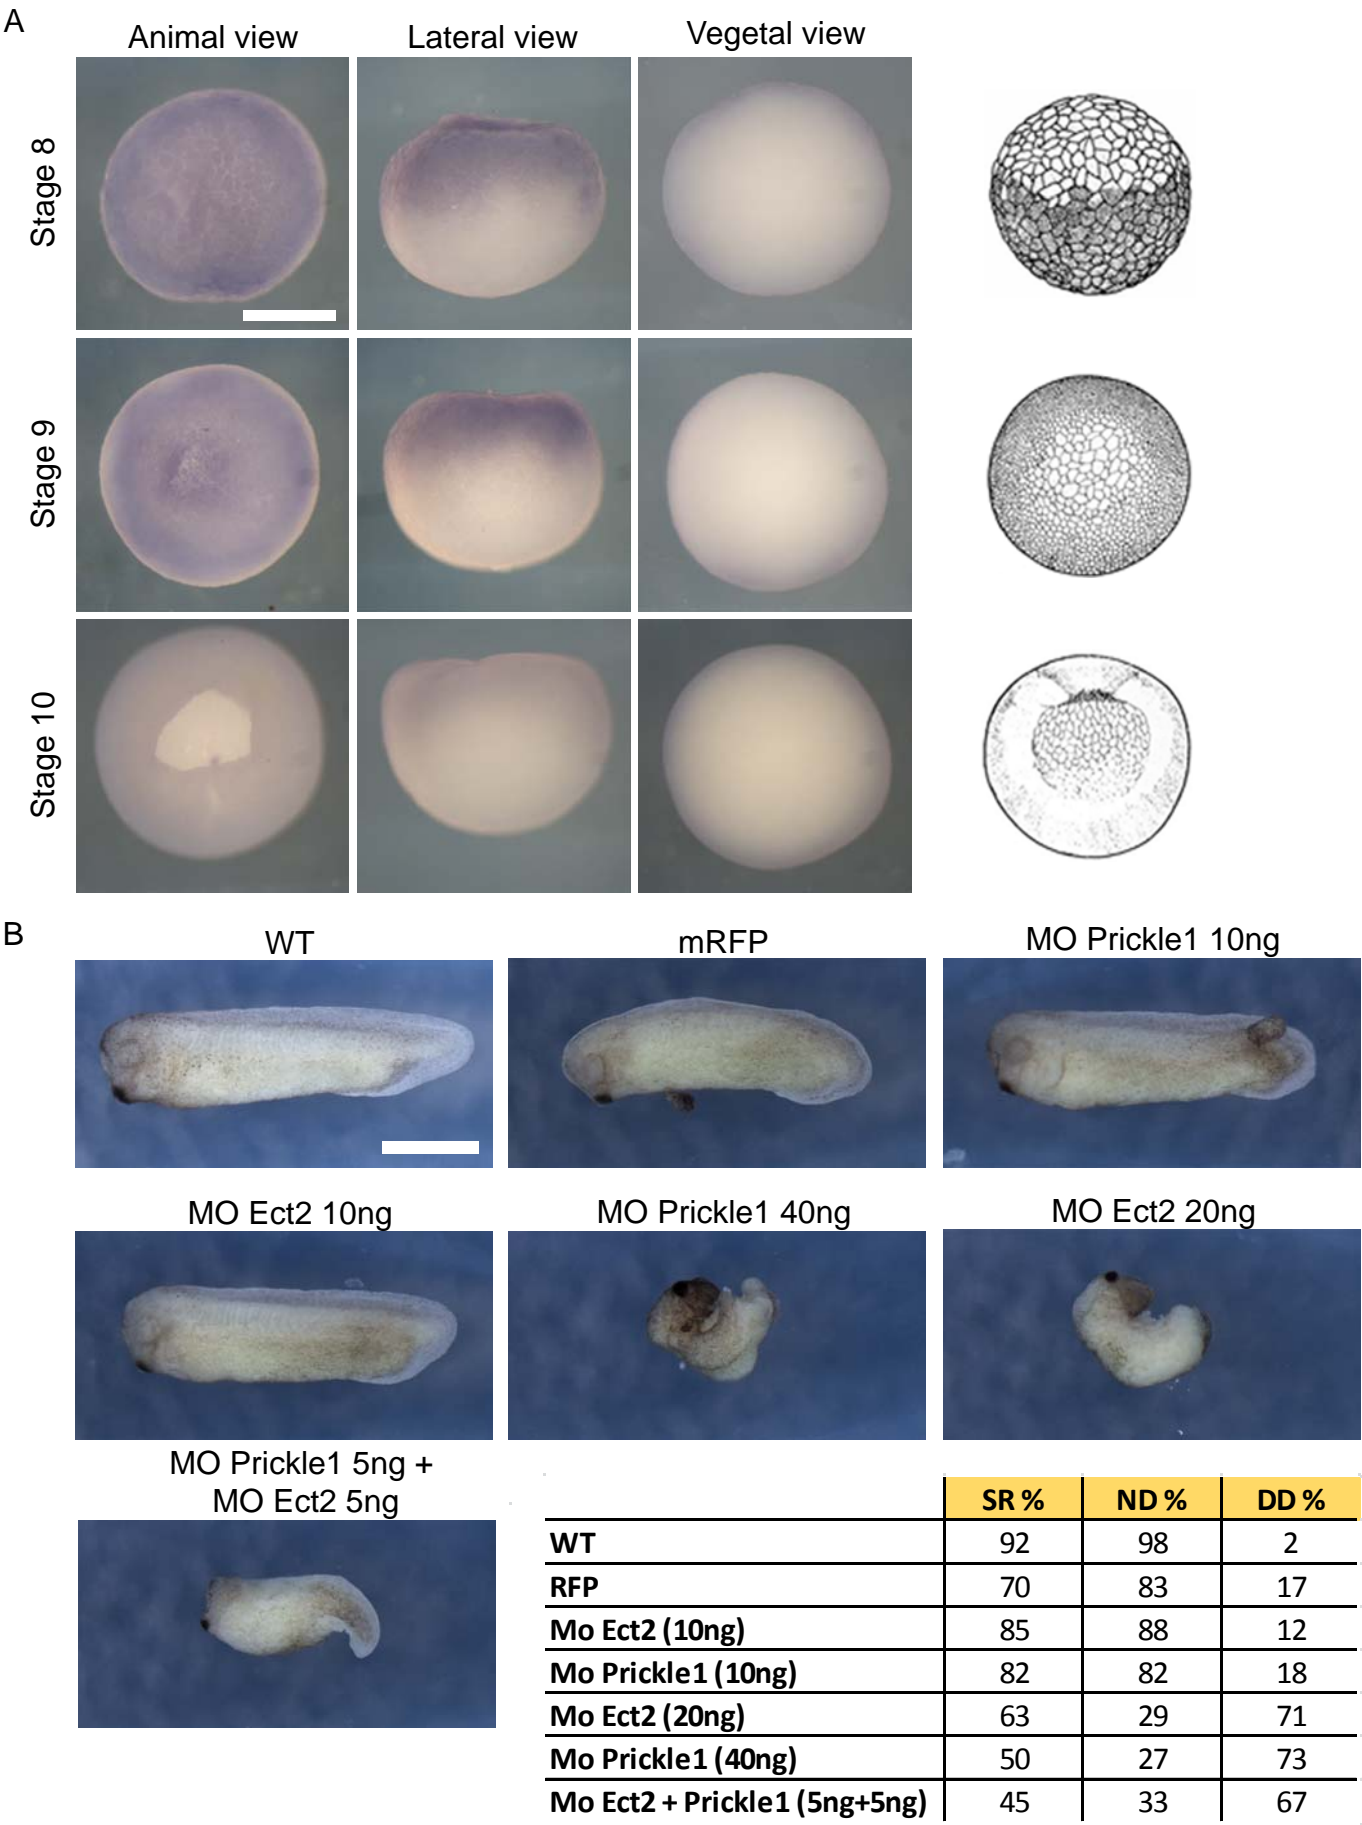 A
Animal view
Lateral view
Vegetal view
Stage 8
Stage 9
Stage 10
B
WT
mRFP
MO Prickle1 10ng
MO Ect2 10ng
MO Prickle1 40ng
MO Ect2 20ng
MO Prickle1 5ng +
MO Ect2 5ng
SR % ND % DD %
WT 92 98 2
RFP 70 83 17
Mo Ect2 (10ng) 85 88 12
Mo Prickle1 (10ng) 82 82 18
Mo Ect2 (20ng) 63 29 71
Mo Prickle1 (40ng) 50 27 73
Mo Ect2 + Prickle1 (5ng+5ng) 45 33 67